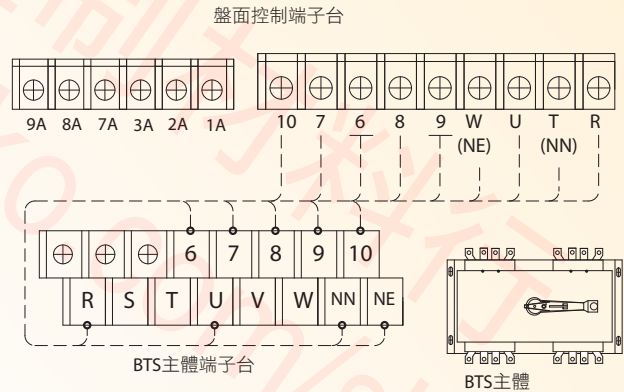 盤面控制端子台
9A 8A 7A 3A 2A 1A
10 7 6 8 9 W U T R
(NE) (NN)
6 7 8 9 10
R S T U V W NN NE
BTS主體端子台
BTS主體